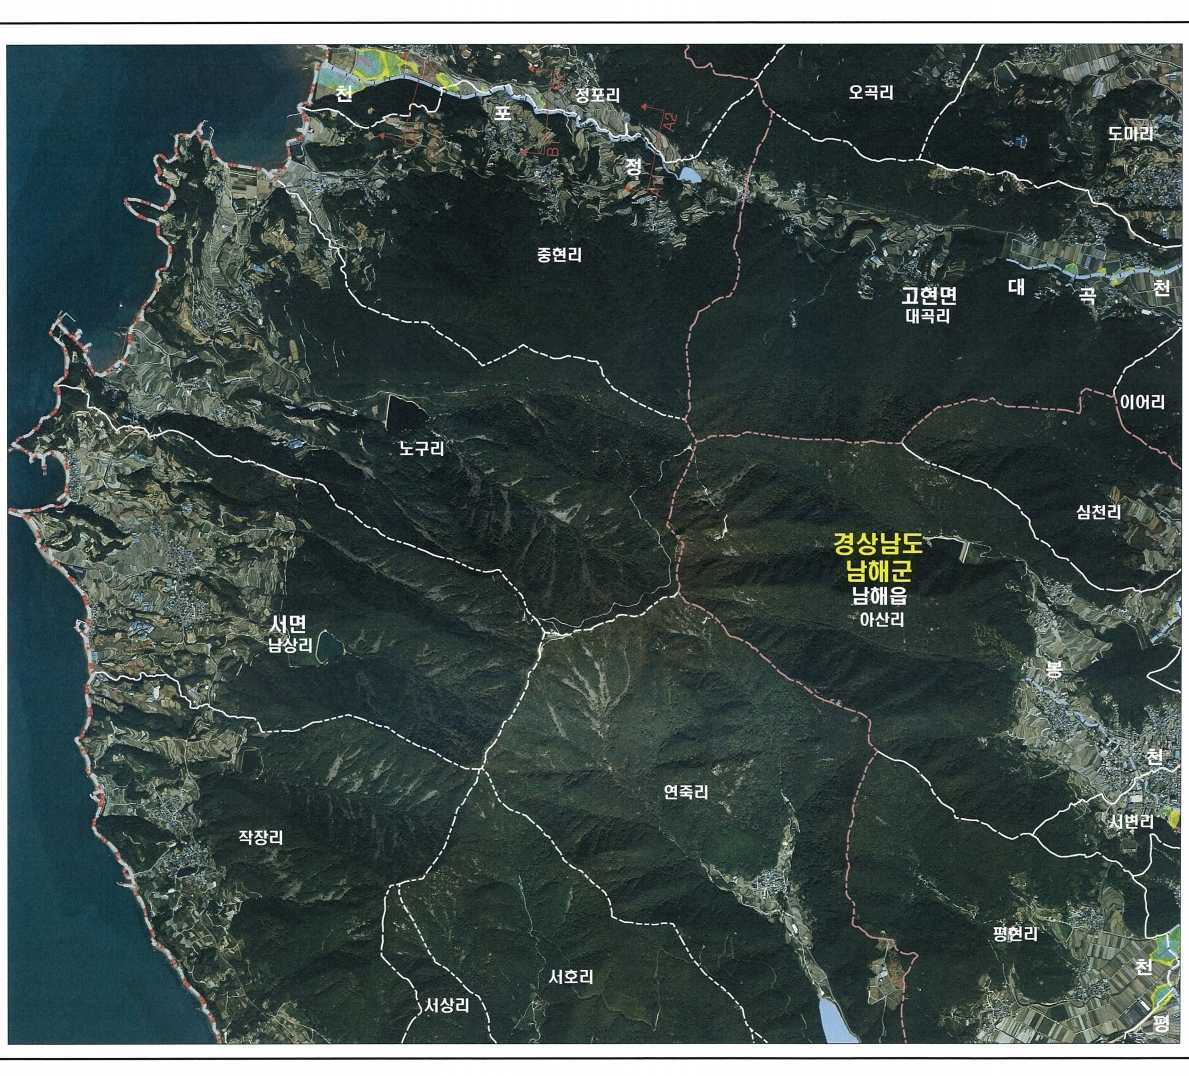 천
포
정포리
정
오곡리
도마리
A2
B1
중현리
고현면
대곡리
대
곡
천
이어리
노구리
심천리
경상남도
남해군
남해읍
아산리
서면
남상리
봉
천
연죽리
서변리
작장리
평현리
천
서호리
서상리
평